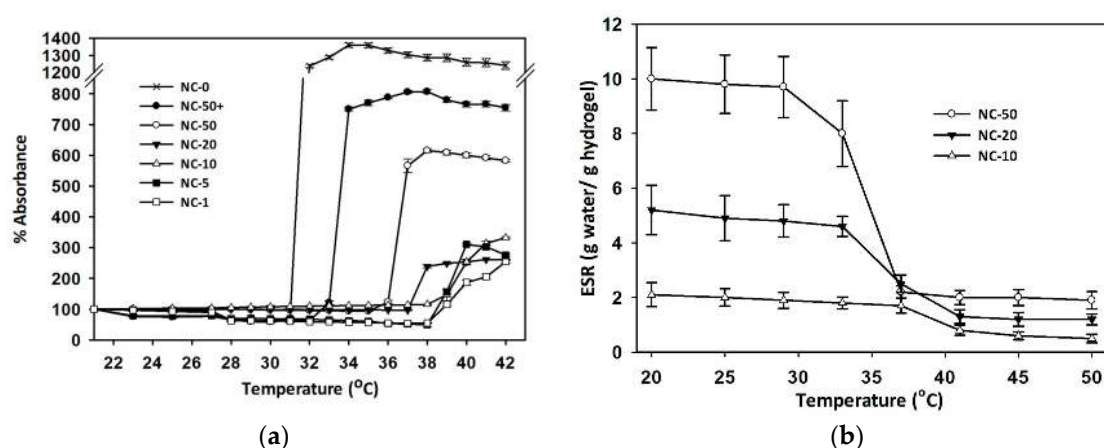 (a)
% Absorbance
1400
1300
1200
800
700
600
500
400
300
200
100
0
NC-0
NC-50+
NC-50
NC-20
NC-10
NC-5
NC-1
22 24 26 28 30 32 34 36 38 40 42
Temperature (°C)
(a)
b)
ESR (g water/ g hydrogel)
12
10
8
6
4
2
0
NC-50
NC-20
NC-10
20 25 30 35 40 45 50
Temperature (°C)
(b)